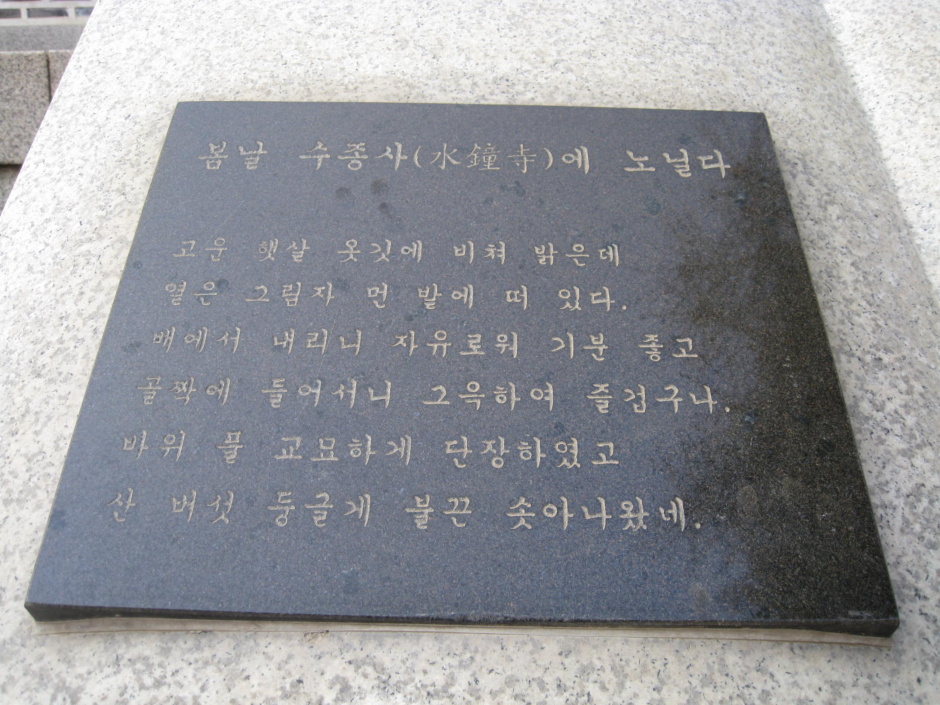 봄날 수종사(水鐘寺)에 노닐다
고운 햇살 옷깃에 비쳐 밝은데
열은 그림자 먼 발에 떠 있다.
배에서 내리니 자유로워 기분 좋고
골짝에 들어서니 그윽하여 즐겁구나.
바위 풀 교묘하게 단장하였고
산 버섯 둥글게 불끈 솟아나왔네.